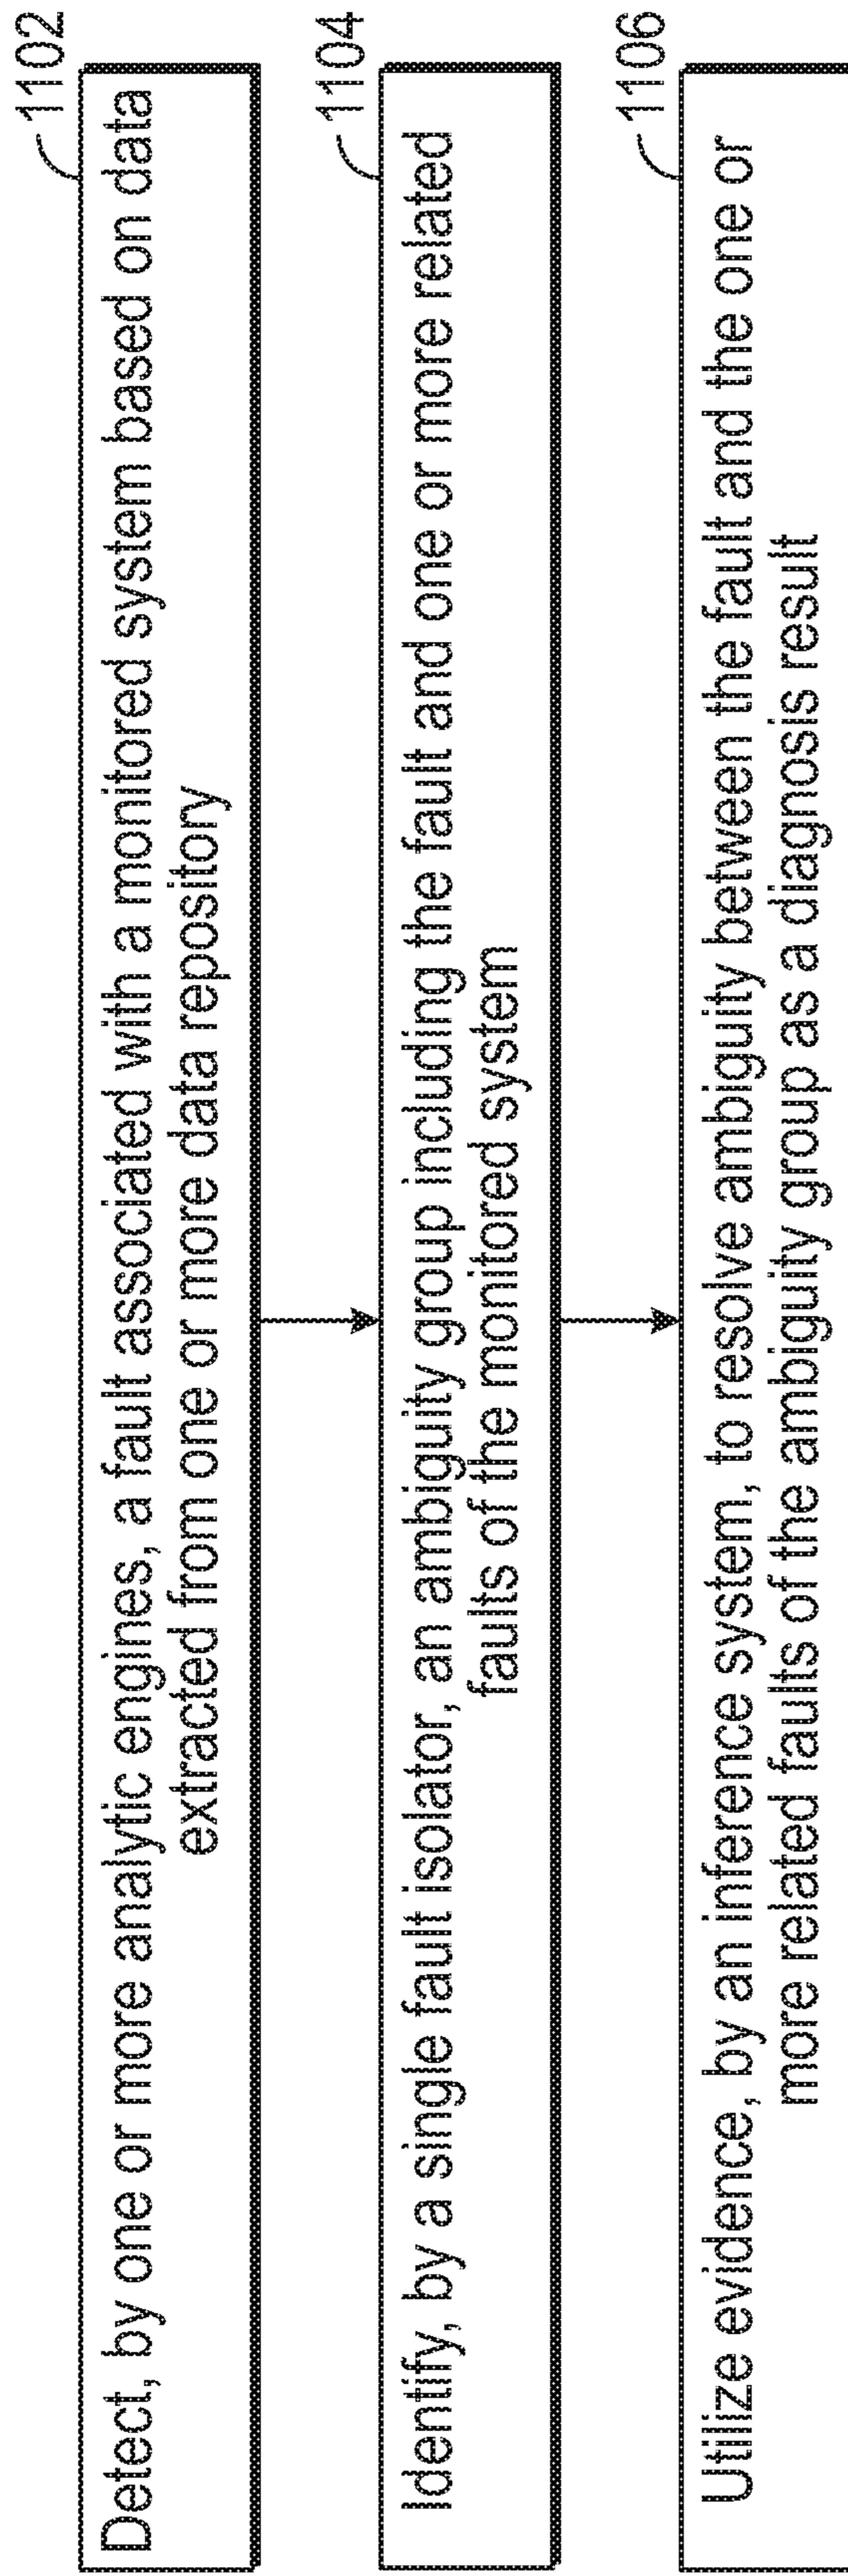 1102
Detect, by one or more analytic engines, a fault associated with a monitored system based on data
extracted from one or more data repository
1104
Identify, by a single fault isolator, an ambiguity group including the fault and one or more related
faults of the monitored system
1106
Utilize evidence, by an inference system, to resolve ambiguity between the fault and the one or
more related faults of the ambiguity group as a diagnosis result